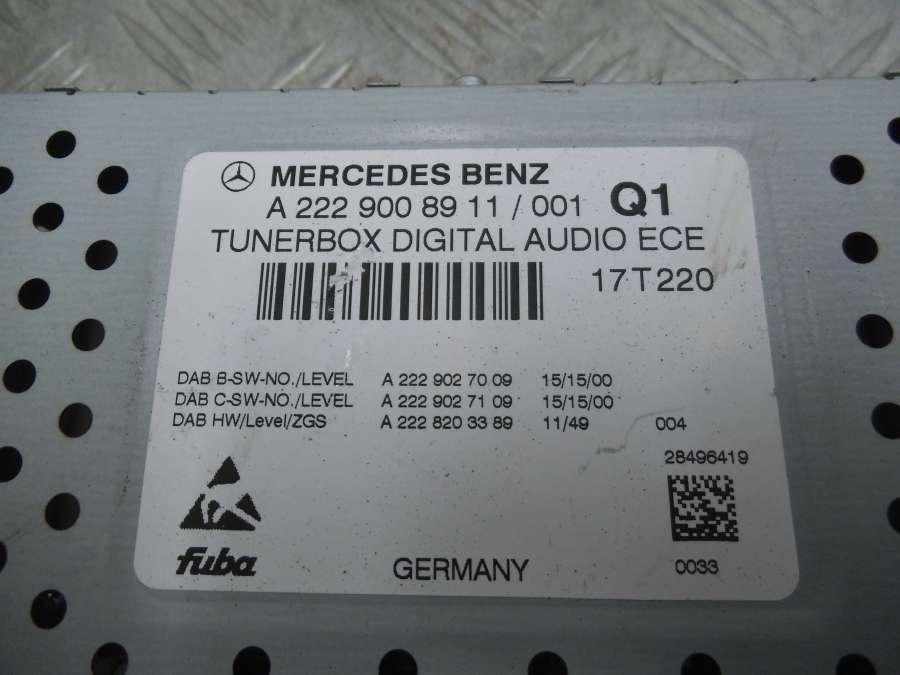 MERCEDES BENZ
A 222 900 89 11 / 001 Q1
TUNERBOX DIGITAL AUDIO ECE
17T220
DAB B-SW-NO./LEVEL A 222 902 70 09 15/15/00
DAB C-SW-NO./LEVEL A 222 902 71 09 15/15/00
DAB HW/Level/ZGS A 222 820 33 89 11/49 004
28496419
fuba GERMANY 0033